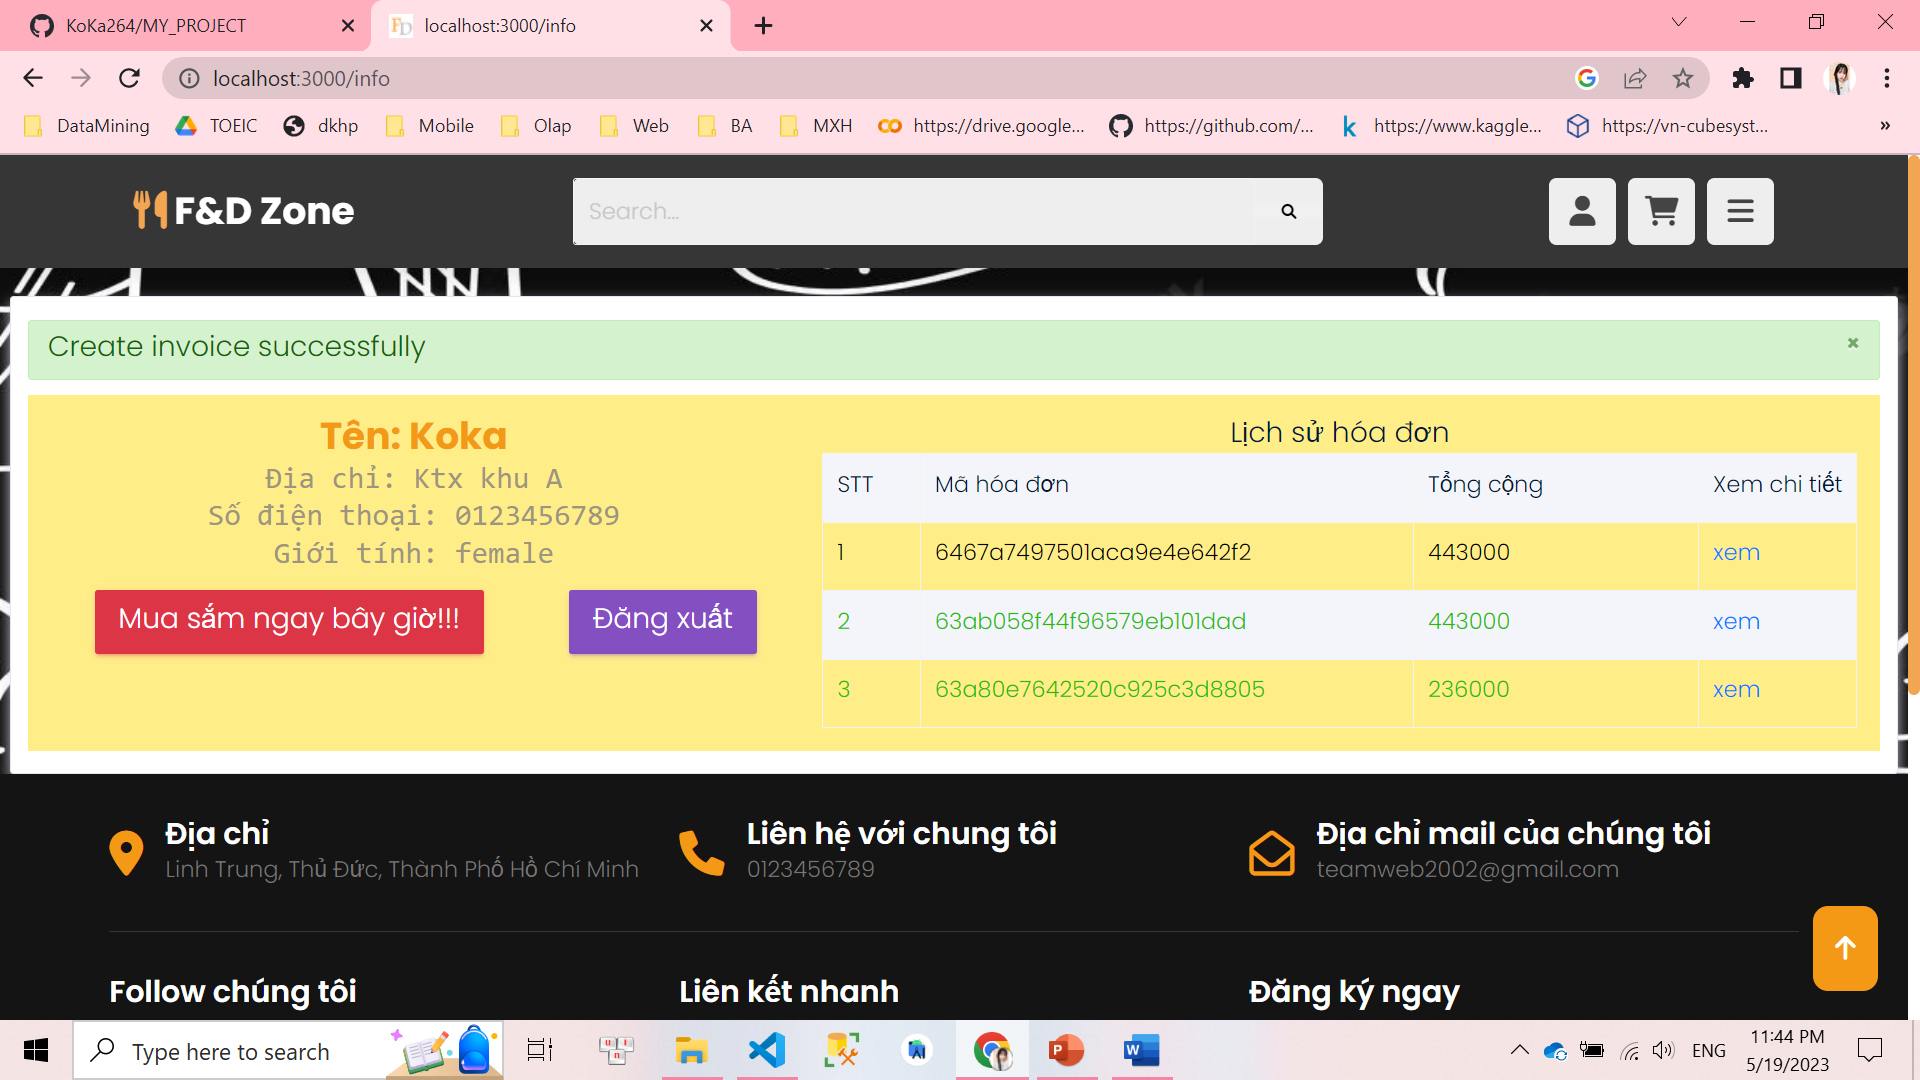 KoKa264/MY_PROJECT
localhost:3000/info
localhost:3000/info
DataMining TOEIC dkhp Mobile Olap Web BA MXH https://drive.google... https://github.com/... https://www.kaggle... https://vn-cubesyst... »
F&D Zone
Search...
Create invoice successfully
Tên: Koka
Địa chỉ: Ktx khu A
Số điện thoại: 0123456789
Giới tính: female
Mua sắm ngay bây giờ!!! Đăng xuất
Lịch sử hóa đơn
STT Mã hóa đơn Tổng cộng Xem chi tiết
1 6467a7497501aca9e4e642f2 443000 xem
2 63ab058f44f96579eb101dad 443000 xem
3 63a80e7642520c925c3d8805 236000 xem
Địa chỉ
Linh Trung, Thủ Đức, Thành Phố Hồ Chí Minh
Liên hệ với chung tôi
0123456789
Địa chỉ mail của chúng tôi
teamweb2002@gmail.com
Follow chúng tôi
Liên kết nhanh
Đăng ký ngay
Type here to search
ENG
11:44 PM
5/19/2023